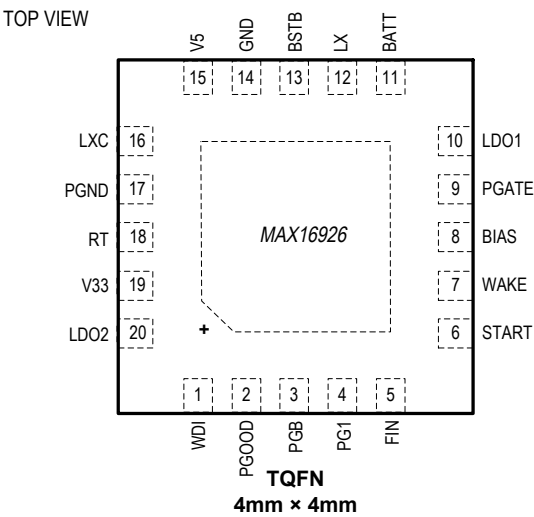 TOP VIEW
V5 GND BSTB LX BATT
15 14 13 12 11
LXC 16 10 LDO1
PGND 17 9 PGATE
RT 18 MAX16926 8 BIAS
V33 19 7 WAKE
LDO2 20 + 6 START
1 2 3 4 5
WDI PGOOD PGB PG1 FIN
TQFN
4mm × 4mm